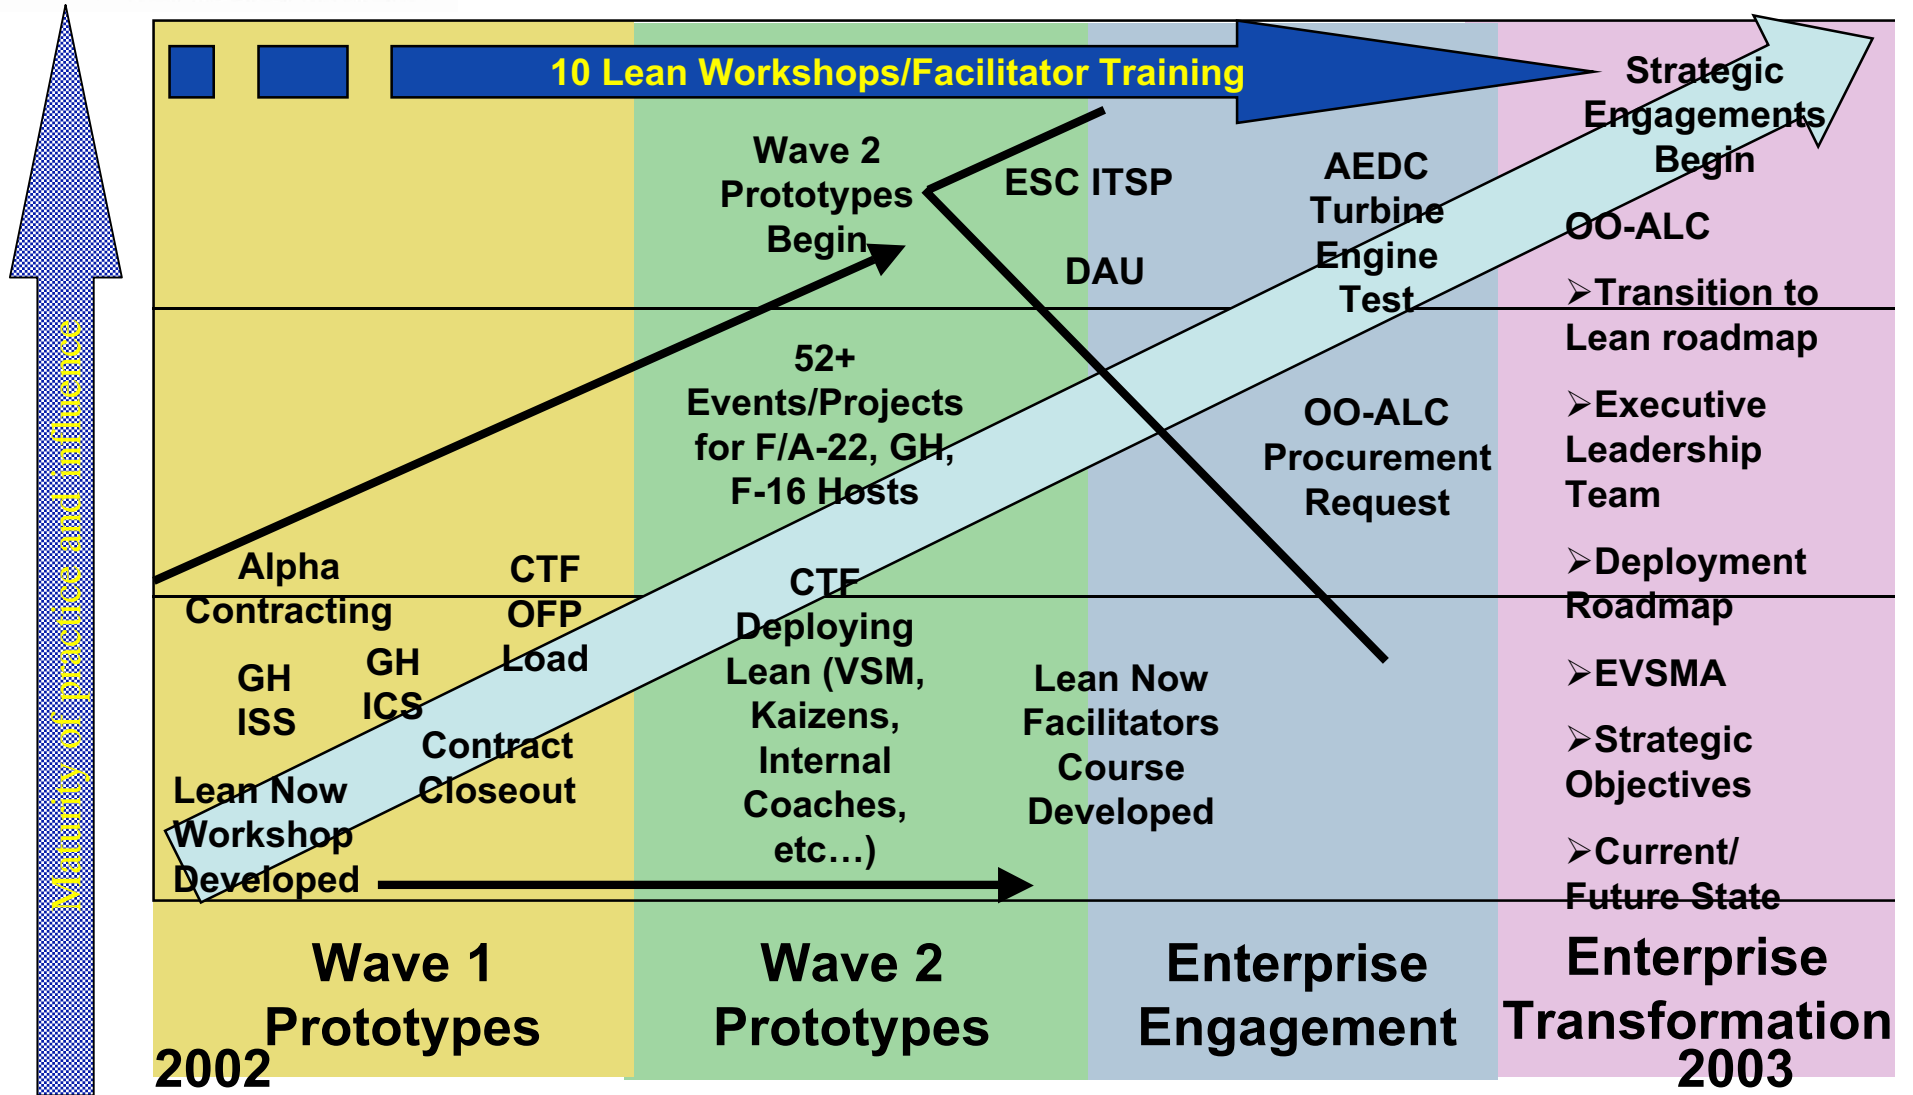 10 Lean Workshops/Facilitator Training
Maturity of practice and influence
Alpha
Contracting
CTF
OFP
Load
GH
ISS
GH
ICS
Contract
Closeout
Lean Now
Workshop
Developed
Wave 2
Prototypes
Begin
52+
Events/Projects
for F/A-22, GH,
F-16 Hosts
CTF
Deploying
Lean (VSM,
Kaizens,
Internal
Coaches,
etc…)
ESC ITSP
DAU
Lean Now
Facilitators
Course
Developed
AEDC
Turbine
Engine
Test
OO-ALC
Procurement
Request
Strategic
Engagements
Begin
OO-ALC
➢Transition to
Lean roadmap
➢Executive
Leadership
Team
➢Deployment
Roadmap
➢EVSMA
➢Strategic
Objectives
➢Current/
Future State
Wave 1
Prototypes
Wave 2
Prototypes
Enterprise
Engagement
Enterprise
Transformation
2002
2003